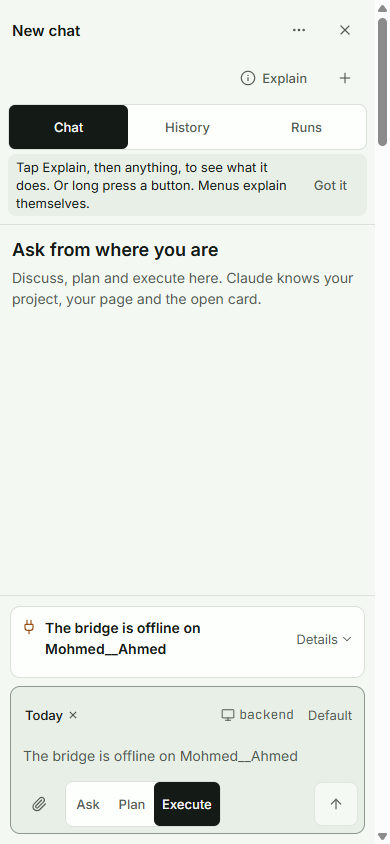 New chat
Explain
Chat
History
Runs
Tap Explain, then anything, to see what it
does. Or long press a button. Menus explain
themselves.
Got it
Ask from where you are
Discuss, plan and execute here. Claude knows your
project, your page and the open card.
The bridge is offline on
Mohmed__Ahmed
Details
Today
backend
Default
The bridge is offline on Mohmed__Ahmed
Ask
Plan
Execute